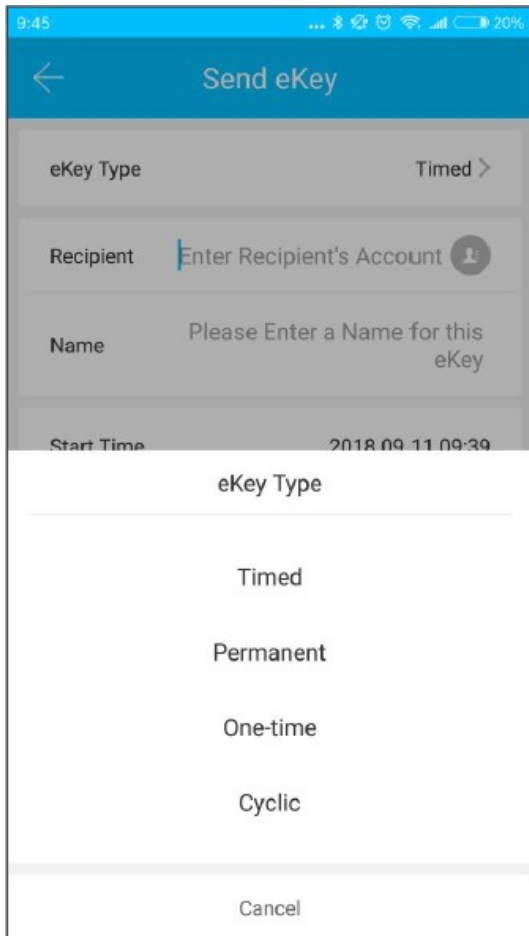 9:45 ... 20%
Send eKey
eKey Type Timed
Recipient Enter Recipient's Account
Name Please Enter a Name for this
eKey
Start Time 2018.09.11 09:39
eKey Type
Timed
Permanent
One-time
Cyclic
Cancel